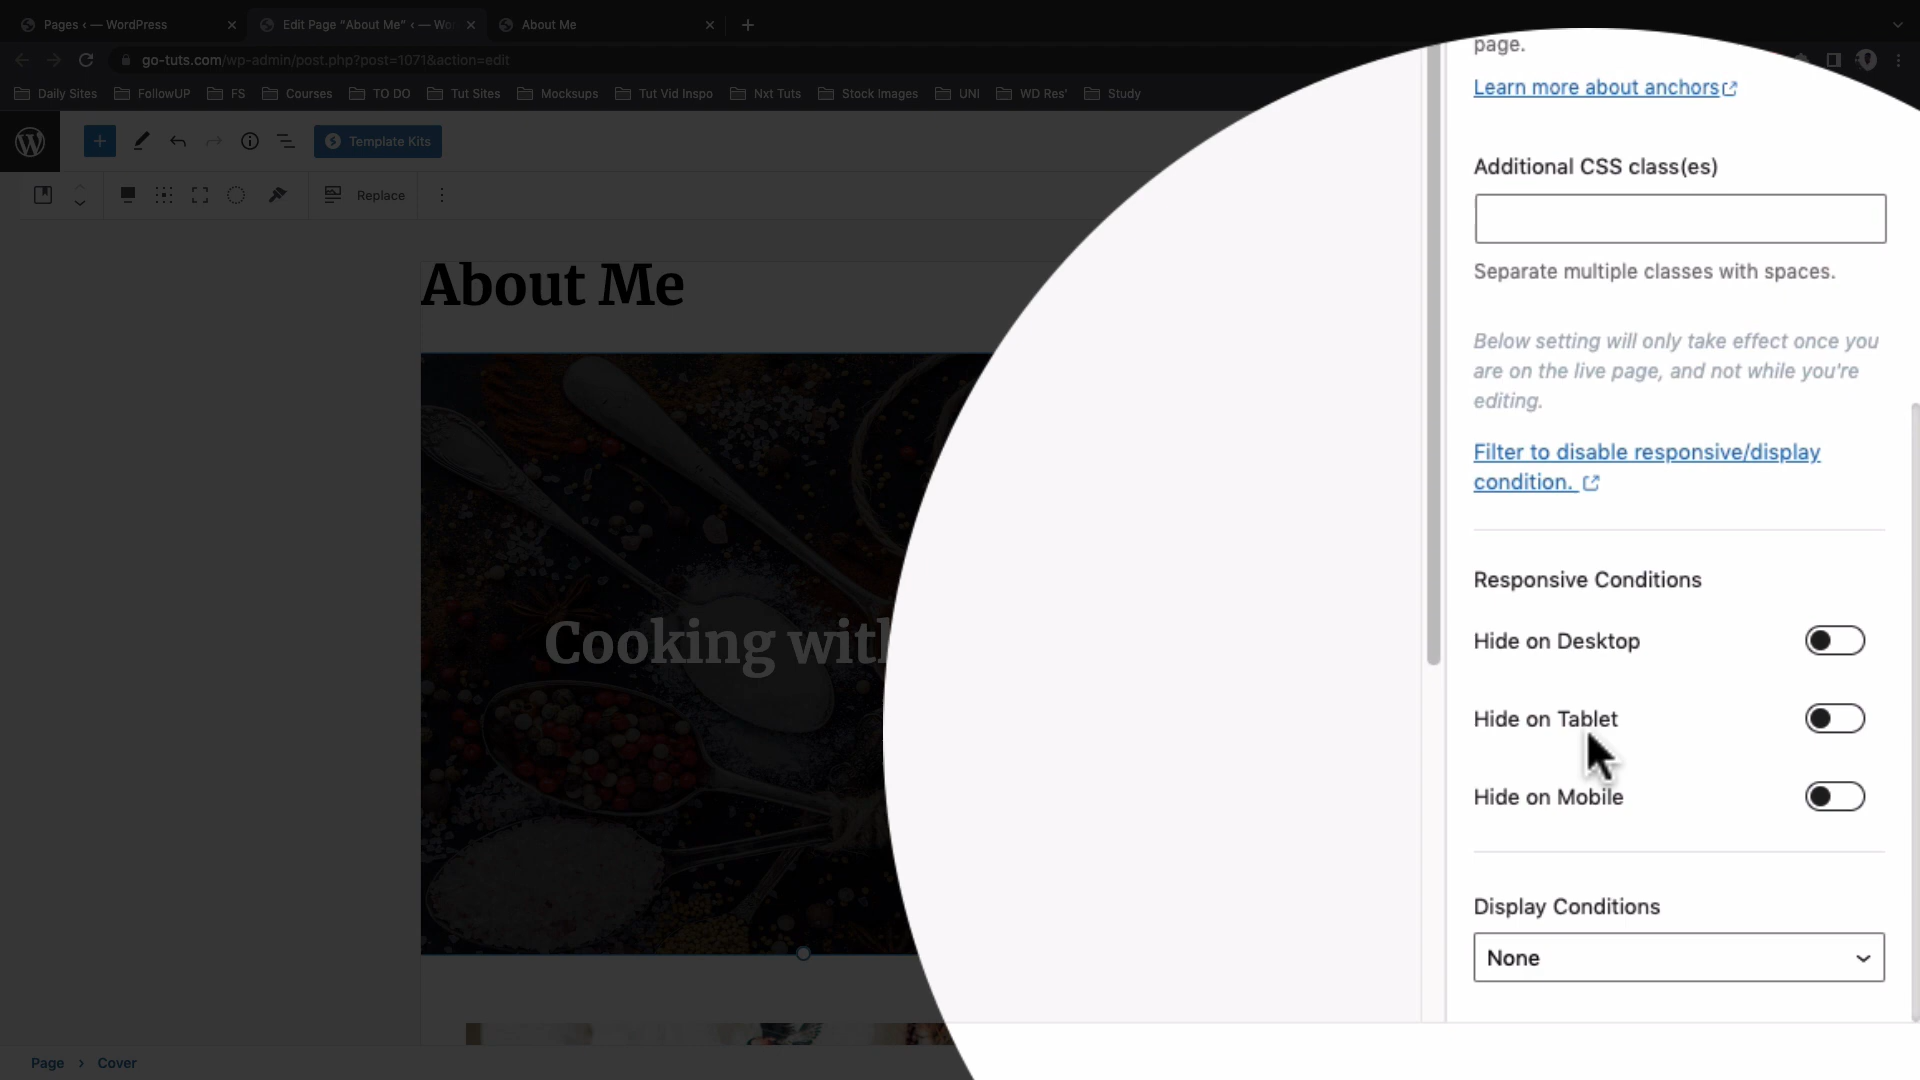 Pages ‹ — WordPress
Edit Page "About Me" ‹ — Wo
About Me
go-tuts.com/wp-admin/post.php?post=1071&action=edit
Daily Sites
FollowUP
FS
Courses
TO DO
Tut Sites
Mocksups
Tut Vid Inspo
Nxt Tuts
Stock Images
UNI
WD Res'
Study
Template Kits
Replace
About Me
Cooking with
Page › Cover
page.
Learn more about anchors
Additional CSS class(es)
Separate multiple classes with spaces.
Below setting will only take effect once you
are on the live page, and not while you're
editing.
Filter to disable responsive/display
condition.
Responsive Conditions
Hide on Desktop
Hide on Tablet
Hide on Mobile
Display Conditions
None